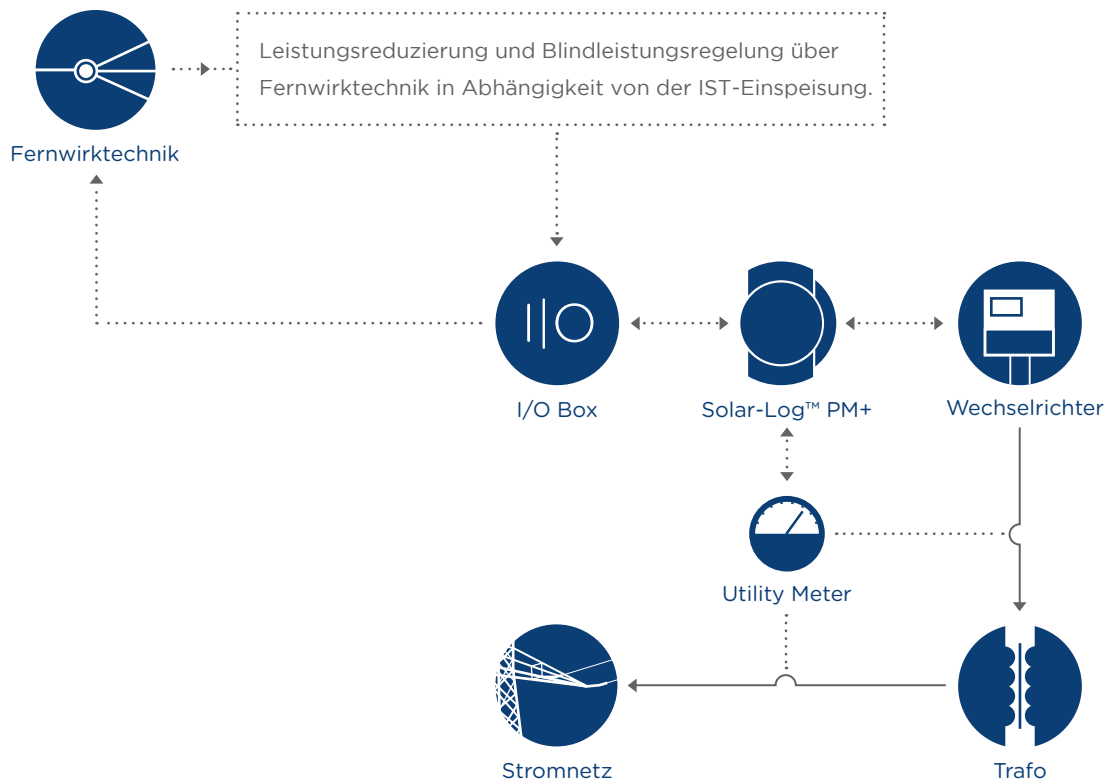 Leistungsreduzierung und Blindleistungsregelung über
Fernwirktechnik in Abhängigkeit von der IST-Einspeisung.
Fernwirktechnik
I/O Box
Solar-Log™ PM+
Wechselrichter
Utility Meter
Stromnetz
Trafo